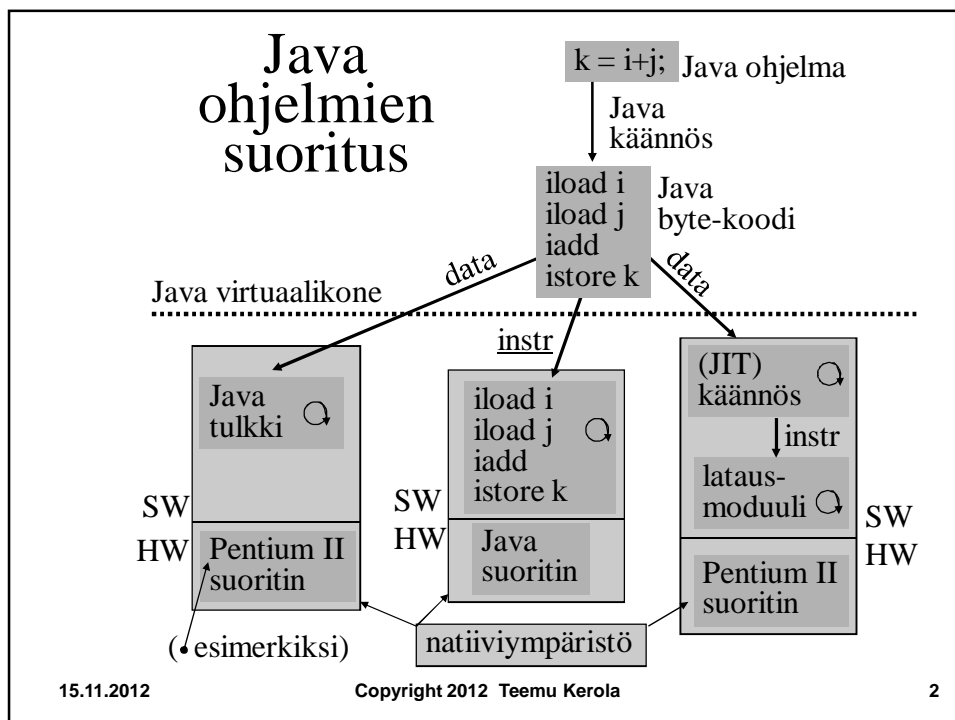 Java
ohjelmien
suoritus
k = i+j;
Java ohjelma
Java
käännös
iload i
iload j
iadd
istore k
Java
byte-koodi
data
data
Java virtuaalikone
instr
Java
tulkki
SW
HW
Pentium II
suoritin
(• esimerkiksi)
iload i
iload j
iadd
istore k
SW
HW
Java
suoritin
natiiviympäristö
(JIT)
käännös
instr
lataus-
moduuli
SW
HW
Pentium II
suoritin
15.11.2012
Copyright 2012 Teemu Kerola
2